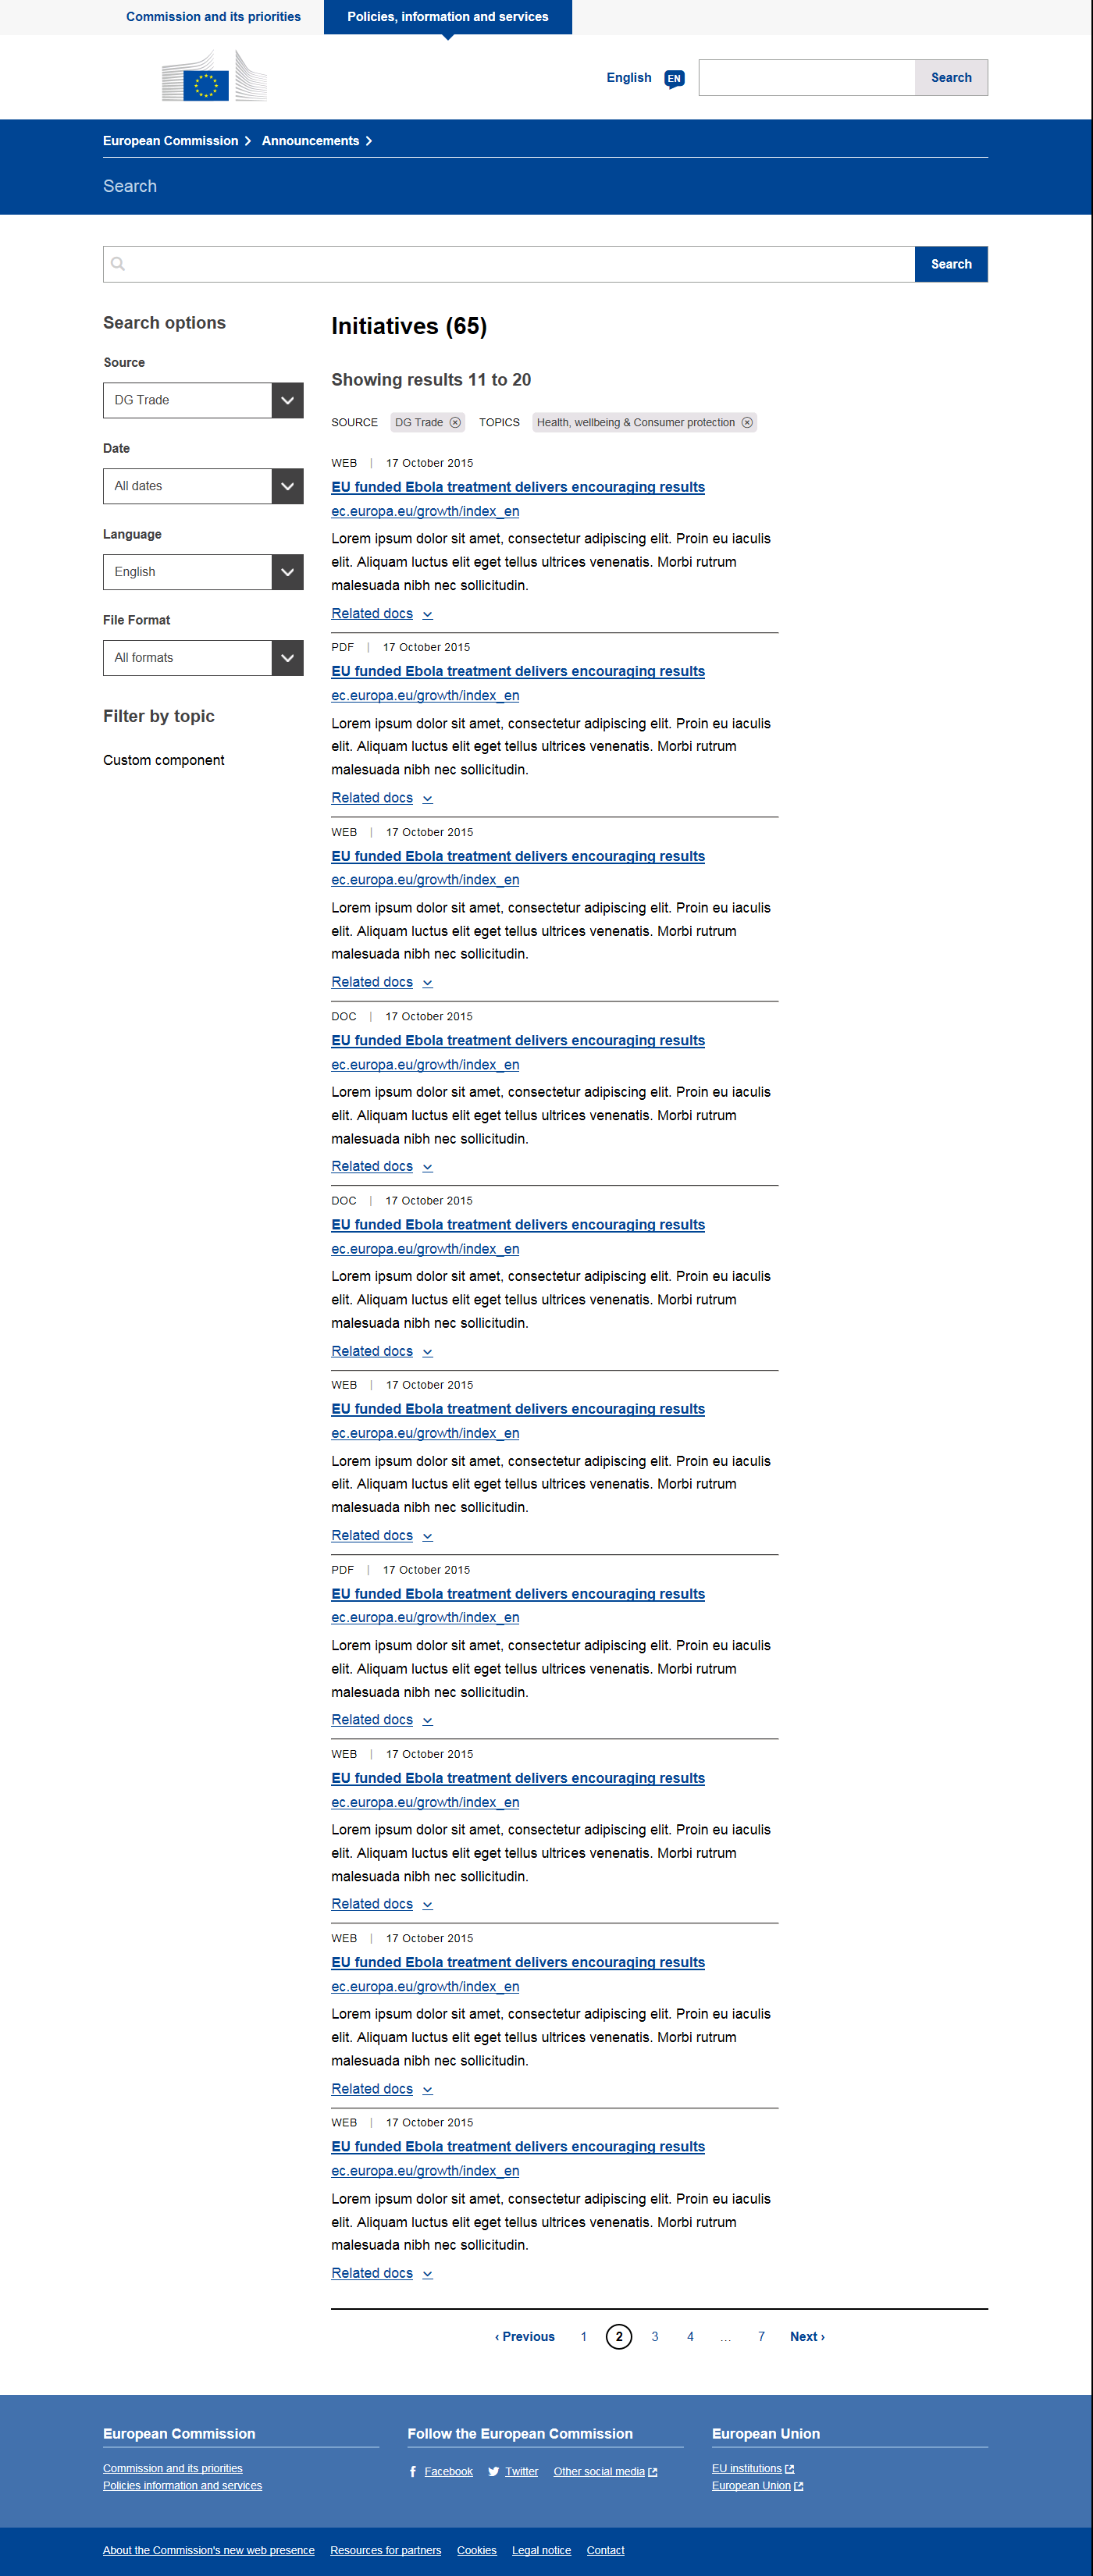 Commission and its priorities
Policies, information and services
English EN Search
European Commission Announcements
Search
Search
Search options
Source
DG Trade
Date
All dates
Language
English
File Format
All formats
Filter by topic
Custom component
Initiatives (65)
Showing results 11 to 20
SOURCE DG Trade TOPICS Health, wellbeing & Consumer protection
WEB | 17 October 2015
EU funded Ebola treatment delivers encouraging results
ec.europa.eu/growth/index_en
Lorem ipsum dolor sit amet, consectetur adipiscing elit. Proin eu iaculis
elit. Aliquam luctus elit eget tellus ultrices venenatis. Morbi rutrum
malesuada nibh nec sollicitudin.
Related docs
PDF | 17 October 2015
EU funded Ebola treatment delivers encouraging results
ec.europa.eu/growth/index_en
Lorem ipsum dolor sit amet, consectetur adipiscing elit. Proin eu iaculis
elit. Aliquam luctus elit eget tellus ultrices venenatis. Morbi rutrum
malesuada nibh nec sollicitudin.
Related docs
WEB | 17 October 2015
EU funded Ebola treatment delivers encouraging results
ec.europa.eu/growth/index_en
Lorem ipsum dolor sit amet, consectetur adipiscing elit. Proin eu iaculis
elit. Aliquam luctus elit eget tellus ultrices venenatis. Morbi rutrum
malesuada nibh nec sollicitudin.
Related docs
DOC | 17 October 2015
EU funded Ebola treatment delivers encouraging results
ec.europa.eu/growth/index_en
Lorem ipsum dolor sit amet, consectetur adipiscing elit. Proin eu iaculis
elit. Aliquam luctus elit eget tellus ultrices venenatis. Morbi rutrum
malesuada nibh nec sollicitudin.
Related docs
DOC | 17 October 2015
EU funded Ebola treatment delivers encouraging results
ec.europa.eu/growth/index_en
Lorem ipsum dolor sit amet, consectetur adipiscing elit. Proin eu iaculis
elit. Aliquam luctus elit eget tellus ultrices venenatis. Morbi rutrum
malesuada nibh nec sollicitudin.
Related docs
WEB | 17 October 2015
EU funded Ebola treatment delivers encouraging results
ec.europa.eu/growth/index_en
Lorem ipsum dolor sit amet, consectetur adipiscing elit. Proin eu iaculis
elit. Aliquam luctus elit eget tellus ultrices venenatis. Morbi rutrum
malesuada nibh nec sollicitudin.
Related docs
PDF | 17 October 2015
EU funded Ebola treatment delivers encouraging results
ec.europa.eu/growth/index_en
Lorem ipsum dolor sit amet, consectetur adipiscing elit. Proin eu iaculis
elit. Aliquam luctus elit eget tellus ultrices venenatis. Morbi rutrum
malesuada nibh nec sollicitudin.
Related docs
WEB | 17 October 2015
EU funded Ebola treatment delivers encouraging results
ec.europa.eu/growth/index_en
Lorem ipsum dolor sit amet, consectetur adipiscing elit. Proin eu iaculis
elit. Aliquam luctus elit eget tellus ultrices venenatis. Morbi rutrum
malesuada nibh nec sollicitudin.
Related docs
WEB | 17 October 2015
EU funded Ebola treatment delivers encouraging results
ec.europa.eu/growth/index_en
Lorem ipsum dolor sit amet, consectetur adipiscing elit. Proin eu iaculis
elit. Aliquam luctus elit eget tellus ultrices venenatis. Morbi rutrum
malesuada nibh nec sollicitudin.
Related docs
WEB | 17 October 2015
EU funded Ebola treatment delivers encouraging results
ec.europa.eu/growth/index_en
Lorem ipsum dolor sit amet, consectetur adipiscing elit. Proin eu iaculis
elit. Aliquam luctus elit eget tellus ultrices venenatis. Morbi rutrum
malesuada nibh nec sollicitudin.
Related docs
‹ Previous 1 2 3 4 ... 7 Next ›
European Commission
Commission and its priorities
Policies information and services
Follow the European Commission
Facebook Twitter Other social media
European Union
EU institutions
European Union
About the Commission's new web presence Resources for partners Cookies Legal notice Contact